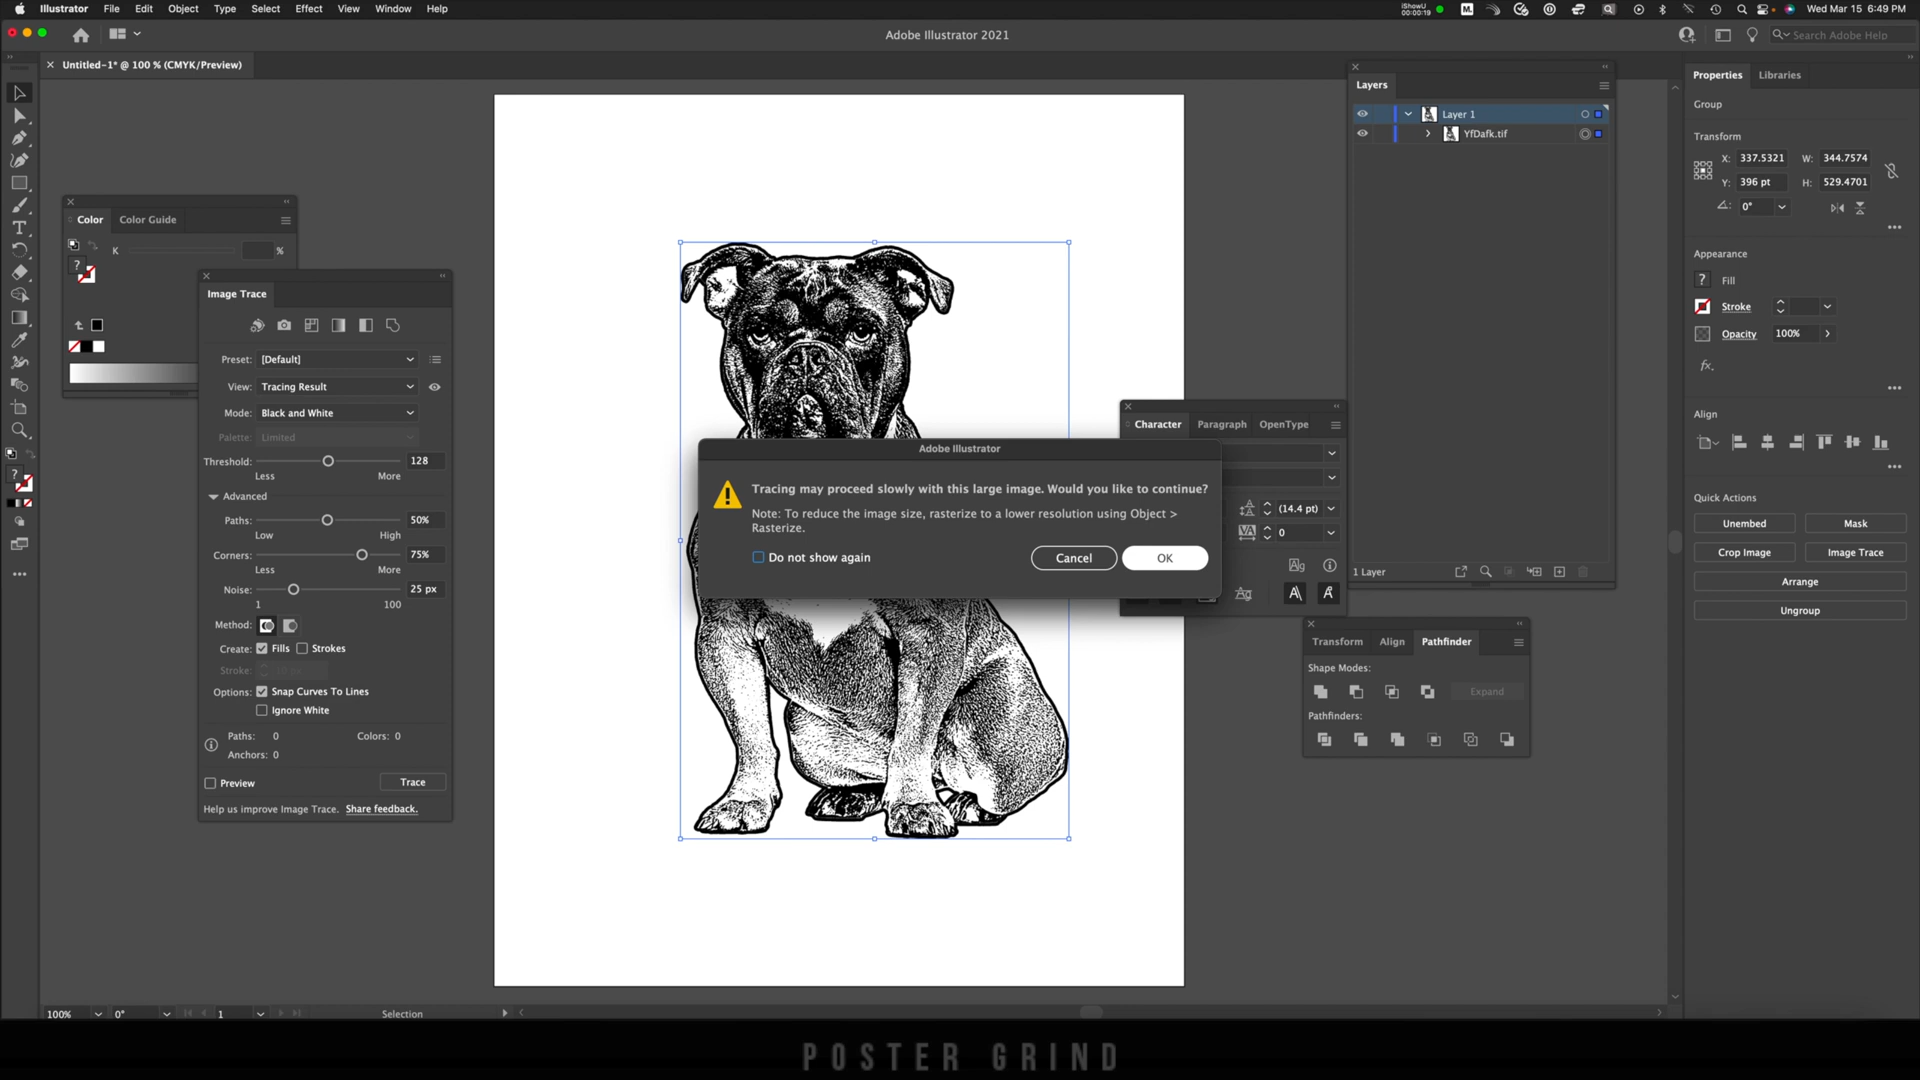 Illustrator File Edit Object Type Select Effect View Window Help
iShowU
00:00:19
Wed Mar 15 6:49 PM
Adobe Illustrator 2021
Search Adobe Help
Untitled-1* @ 100 % (CMYK/Preview)
Color Color Guide
K %
Image Trace
Preset: [Default]
View: Tracing Result
Mode: Black and White
Palette: Limited
Threshold: 128
Less More
Advanced
Paths: 50%
Low High
Corners: 75%
Less More
Noise: 25 px
1 100
Method:
Create: Fills Strokes
Stroke:
Options: Snap Curves To Lines
Ignore White
Paths: 0 Colors: 0
Anchors: 0
Preview Trace
Help us improve Image Trace. Share feedback.
Adobe Illustrator
Tracing may proceed slowly with this large image. Would you like to continue?
Note: To reduce the image size, rasterize to a lower resolution using Object >
Rasterize.
Do not show again Cancel OK
Layers
Layer 1
YfDafk.tif
1 Layer
Character Paragraph OpenType
(14.4 pt)
0
Transform Align Pathfinder
Shape Modes:
Expand
Pathfinders:
Properties Libraries
Group
Transform
X: 337.5321 W: 344.7574
Y: 396 pt H: 529.4701
0°
Appearance
Fill
Stroke
Opacity 100%
fx.
Align
Quick Actions
Unembed Mask
Crop Image Image Trace
Arrange
Ungroup
100% 0° 1 Selection
POSTER GRIND